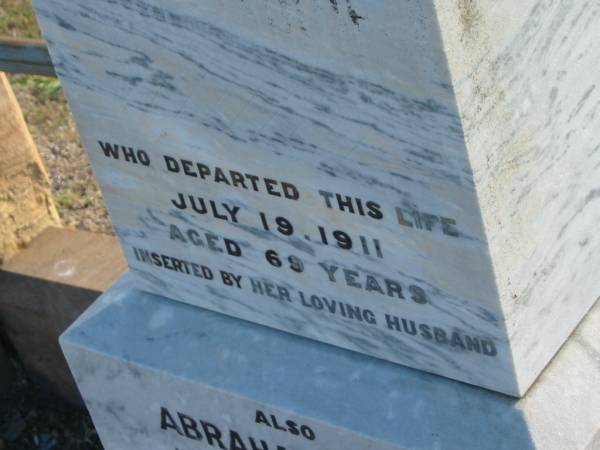 WHO DEPARTED THIS LIFE
JULY 19. 1911
AGED 69 YEARS
INSERTED BY HER LOVING HUSBAND
ALSO